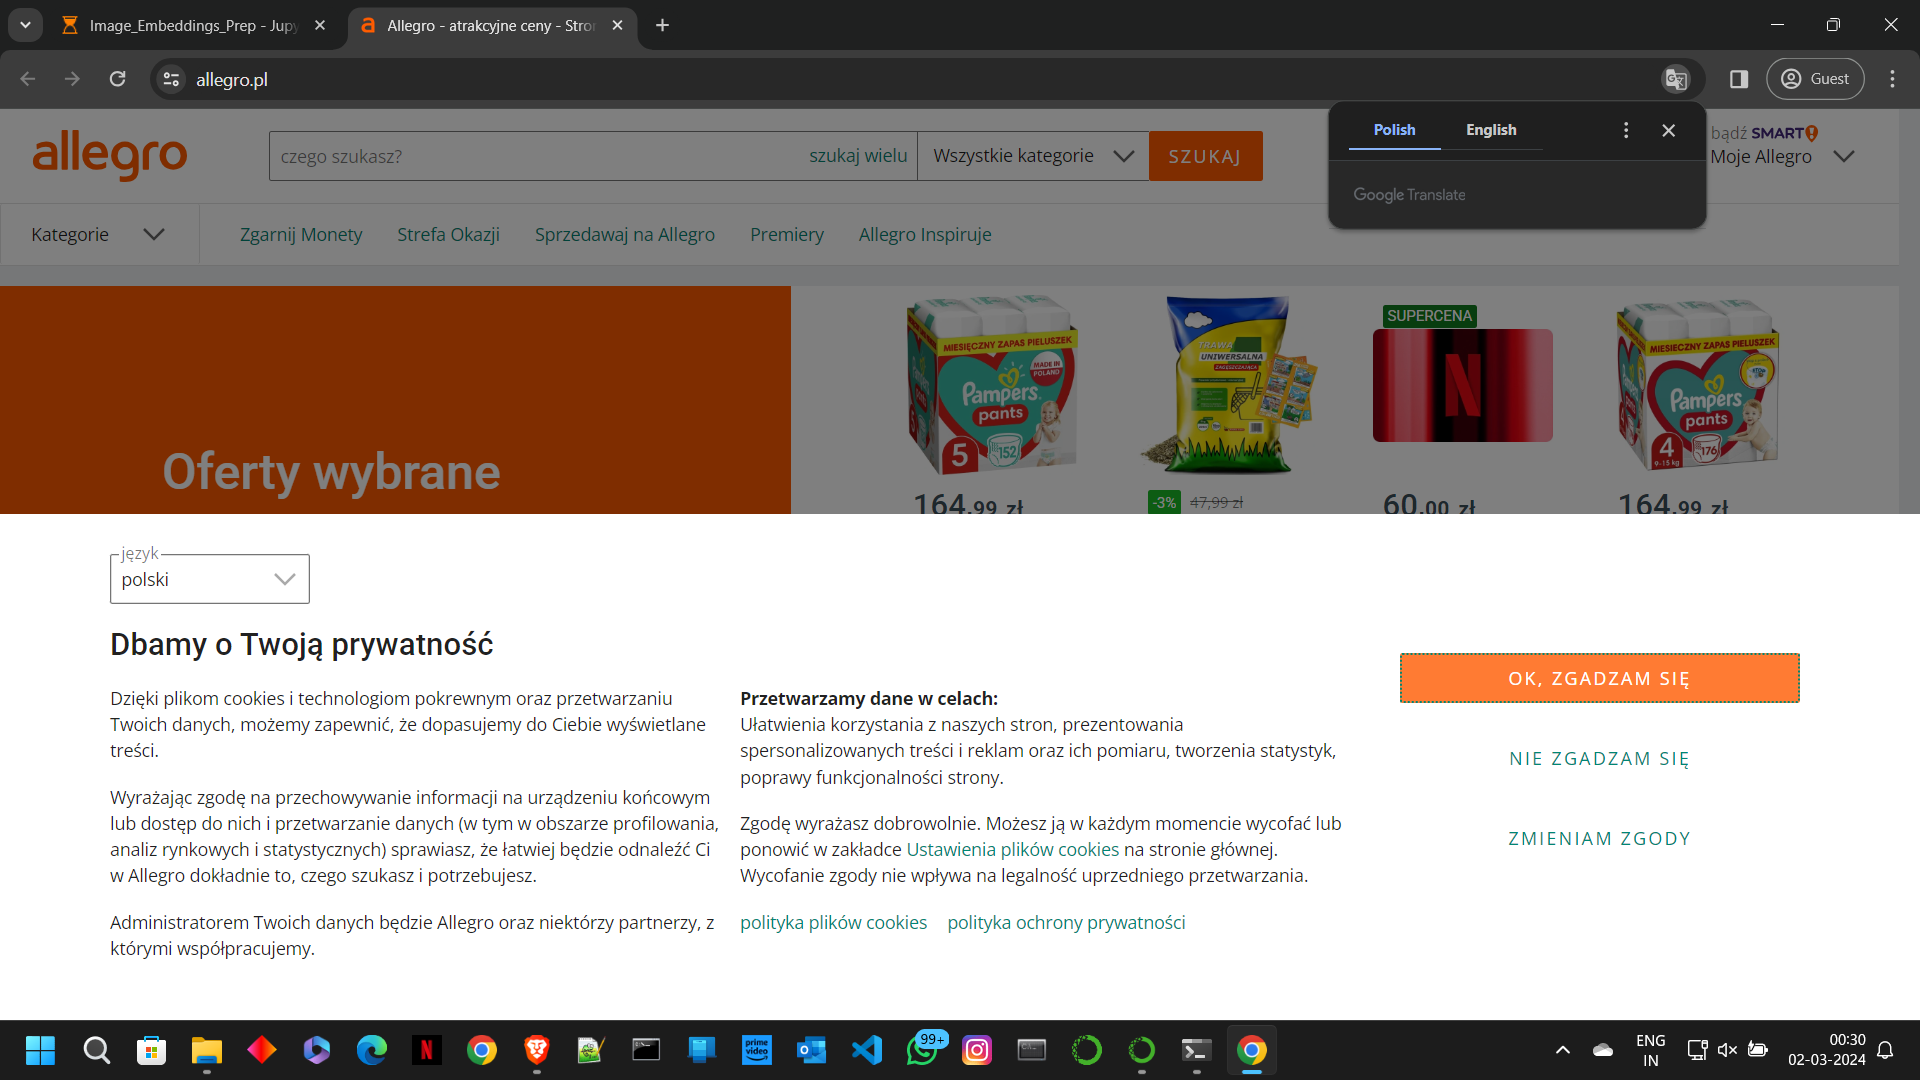 Image_Embeddings_Prep - Jupy
Allegro - atrakcyjne ceny - Stro
allegro.pl
Guest
Polish
English
Google Translate
allegro
czego szukasz?
szukaj wielu
Wszystkie kategorie
SZUKAJ
bądź SMART!
Moje Allegro
Kategorie
Zgarnij Monety
Strefa Okazji
Sprzedawaj na Allegro
Premiery
Allegro Inspiruje
Oferty wybrane
MIESIĘCZNY ZAPAS PIELUSZEK
MADE IN POLAND
Pampers
pants
5
152
TRAWA
UNIWERSALNA
ZAGĘSZCZAJĄCA
SUPERCENA
N
MIESIĘCZNY ZAPAS PIELUSZEK
Pampers
pants
4
9-15 kg
176
164,99 zł
-3%
47,99 zł
60,00 zł
164,99 zł
język
polski
Dbamy o Twoją prywatność
Dzięki plikom cookies i technologiom pokrewnym oraz przetwarzaniu
Twoich danych, możemy zapewnić, że dopasujemy do Ciebie wyświetlane
treści.
Wyrażając zgodę na przechowywanie informacji na urządzeniu końcowym
lub dostęp do nich i przetwarzanie danych (w tym w obszarze profilowania,
analiz rynkowych i statystycznych) sprawiasz, że łatwiej będzie odnaleźć Ci
w Allegro dokładnie to, czego szukasz i potrzebujesz.
Administratorem Twoich danych będzie Allegro oraz niektórzy partnerzy, z
którymi współpracujemy.
Przetwarzamy dane w celach:
Ułatwienia korzystania z naszych stron, prezentowania
spersonalizowanych treści i reklam oraz ich pomiaru, tworzenia statystyk,
poprawy funkcjonalności strony.
Zgodę wyrażasz dobrowolnie. Możesz ją w każdym momencie wycofać lub
ponowić w zakładce Ustawienia plików cookies na stronie głównej.
Wycofanie zgody nie wpływa na legalność uprzedniego przetwarzania.
polityka plików cookies
polityka ochrony prywatności
OK, ZGADZAM SIĘ
NIE ZGADZAM SIĘ
ZMIENIAM ZGODY
prime video
99+
ENG
IN
00:30
02-03-2024